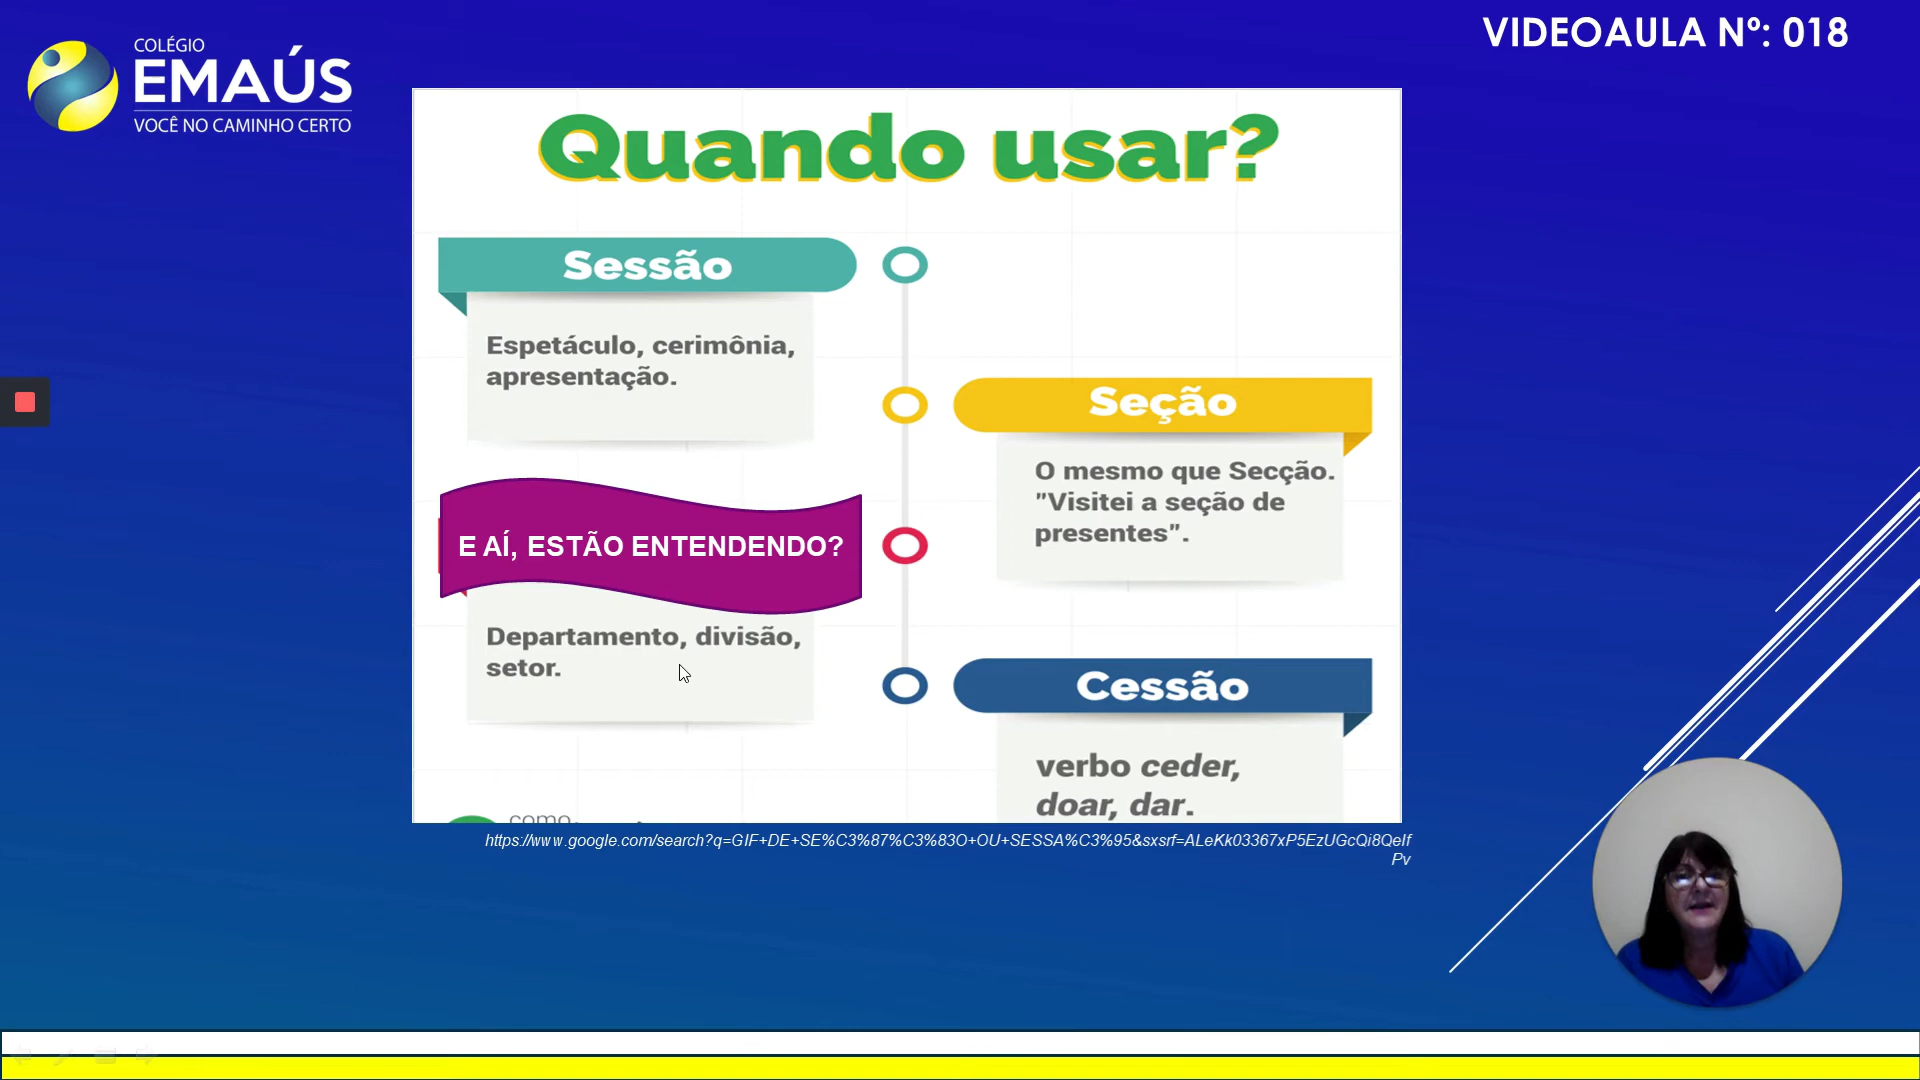 COLÉGIO
EMAÚS
VOCÊ NO CAMINHO CERTO
VIDEOAULA Nº: 018
Quando usar?
Sessão
Espetáculo, cerimônia,
apresentação.
Seção
O mesmo que Secção.
"Visitei a seção de
presentes".
E AÍ, ESTÃO ENTENDENDO?
Departamento, divisão,
setor.
Cessão
verbo ceder,
doar, dar.
como
https://www.google.com/search?q=GIF+DE+SE%C3%87%C3%83O+OU+SESSA%C3%95&sxsrf=ALeKk03367xP5EzUGcQi8QeIf
Pv